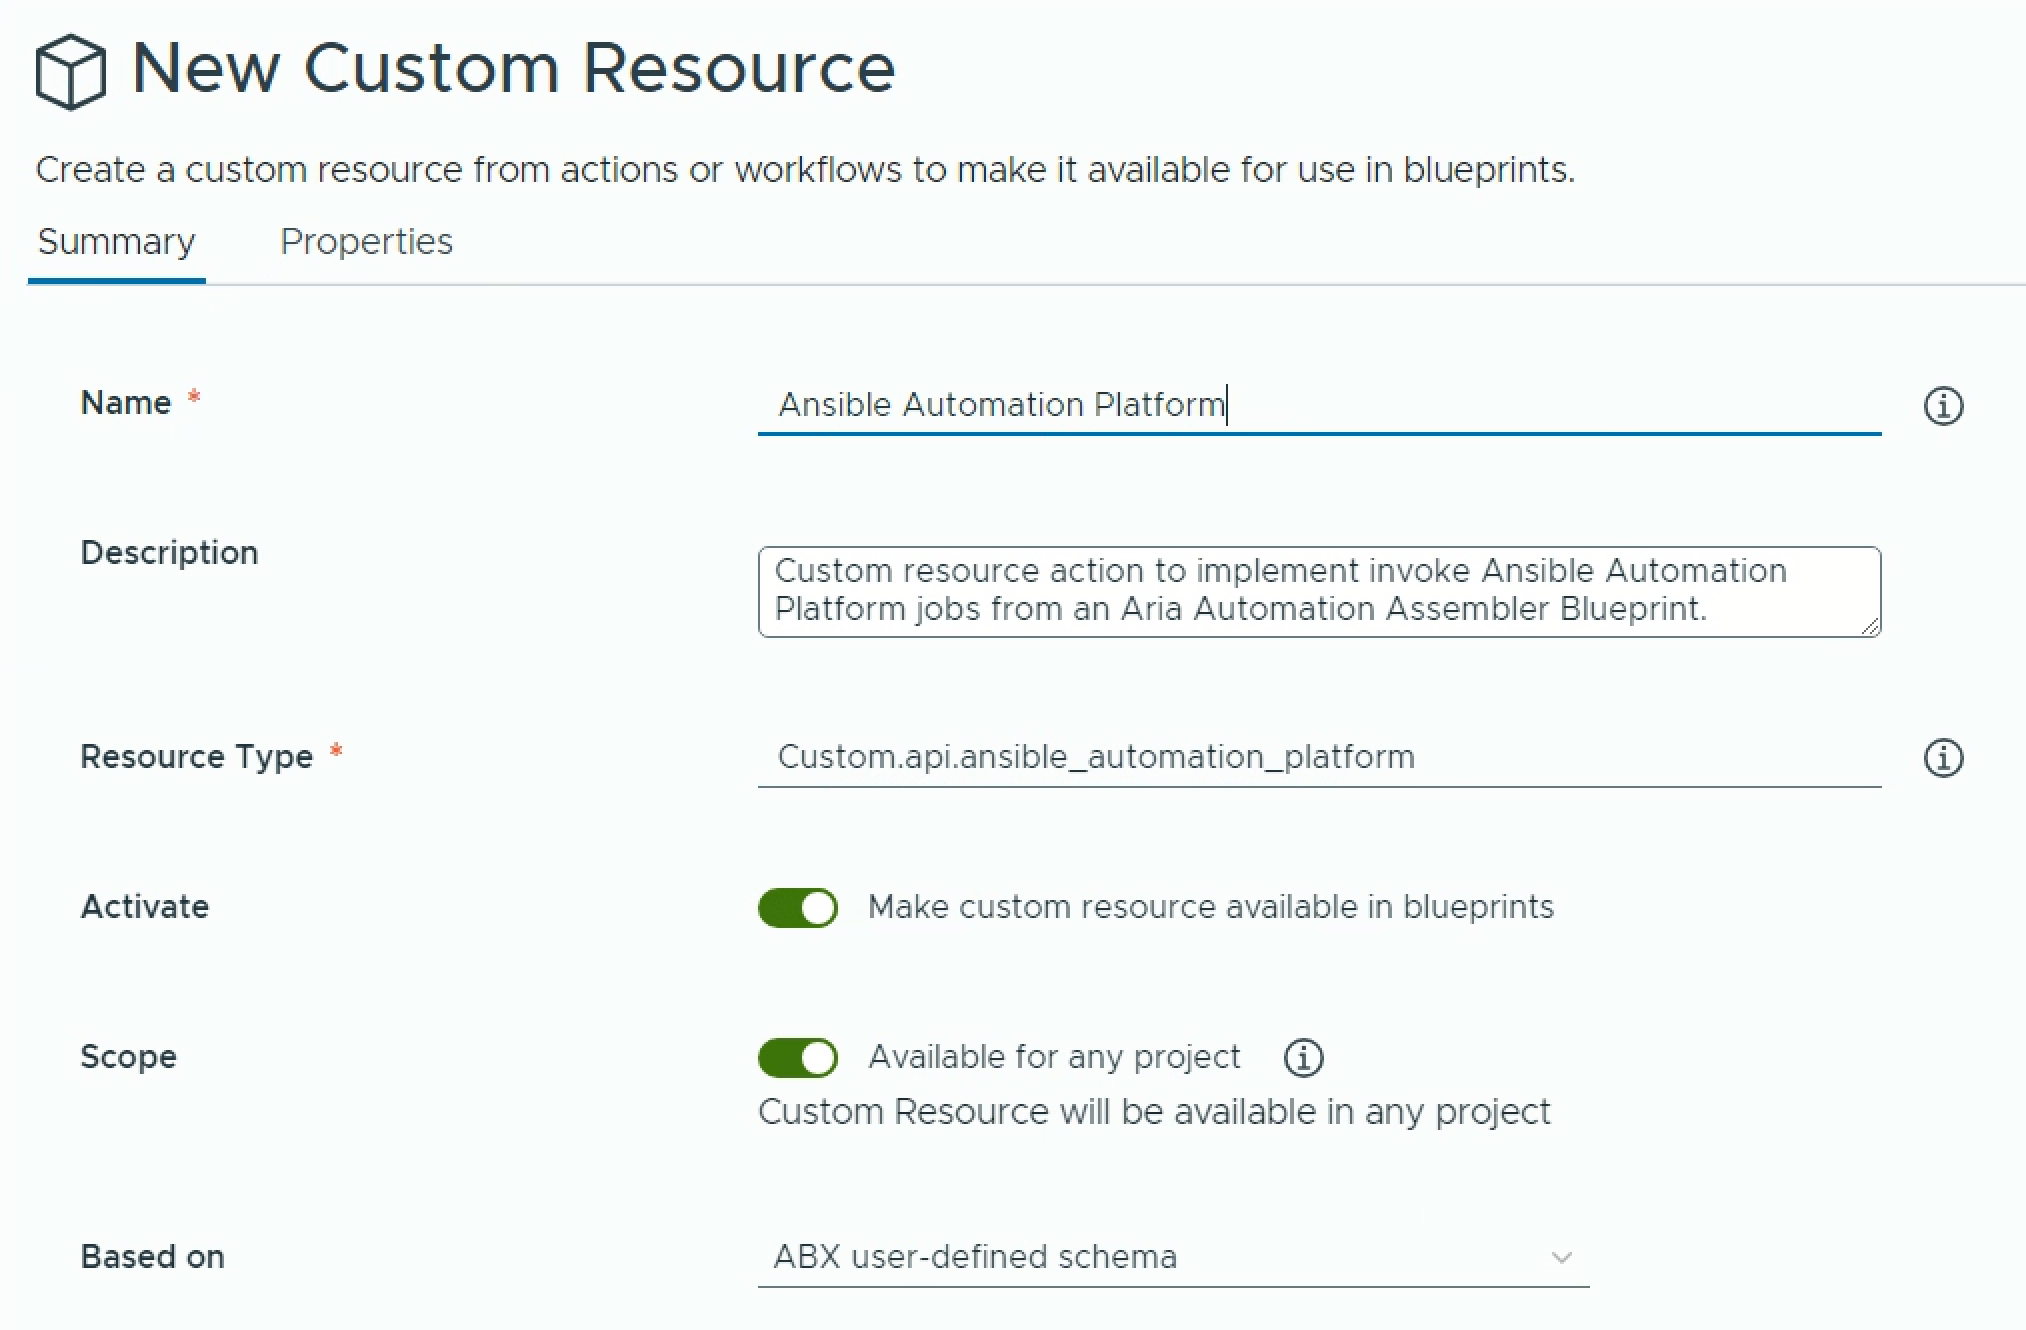 New Custom Resource
Create a custom resource from actions or workflows to make it available for use in blueprints.
Summary Properties
Name * Ansible Automation Platform
Description
Custom resource action to implement invoke Ansible Automation
Platform jobs from an Aria Automation Assembler Blueprint.
Resource Type * Custom.api.ansible_automation_platform
Activate Make custom resource available in blueprints
Scope Available for any project
Custom Resource will be available in any project
Based on ABX user-defined schema